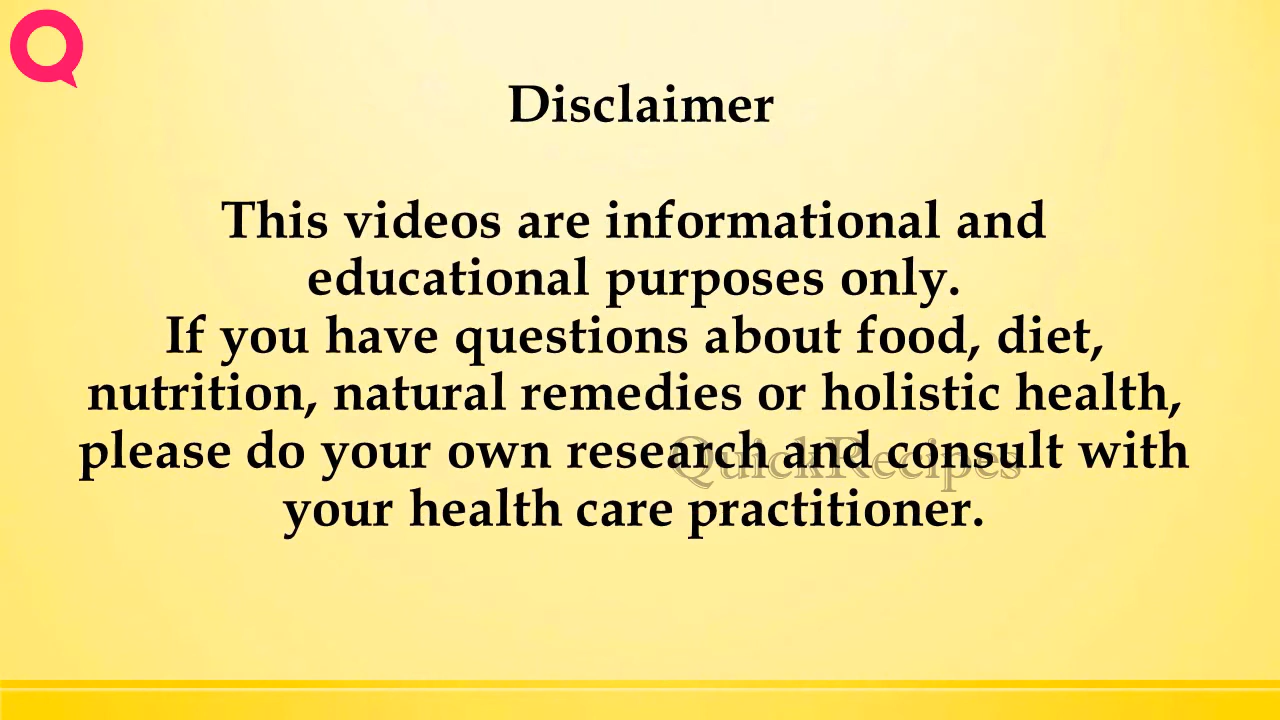 Disclaimer
This videos are informational and
educational purposes only.
If you have questions about food, diet,
nutrition, natural remedies or holistic health,
please do your own research and consult with
QuickRecipes
your health care practitioner.